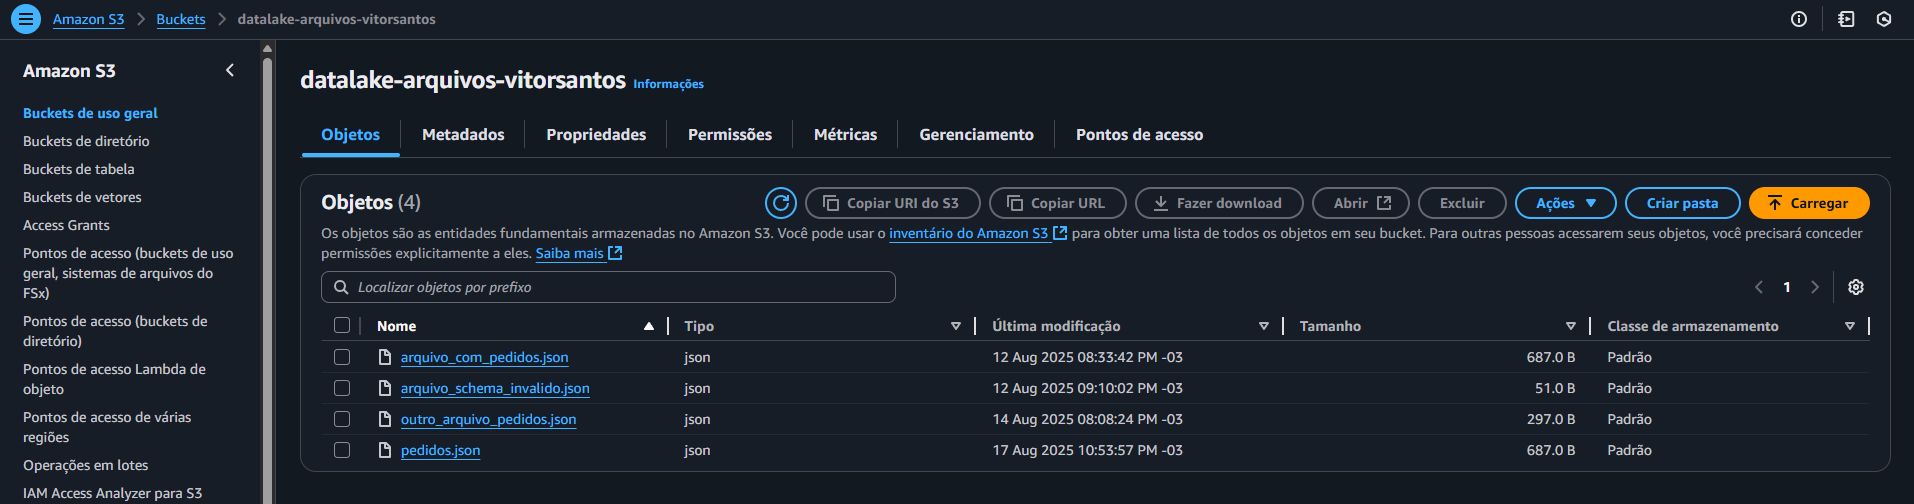 Amazon S3 > Buckets > datalake-arquivos-vitorsantos
Amazon S3
Buckets de uso geral
Buckets de diretório
Buckets de tabela
Buckets de vetores
Access Grants
Pontos de acesso (buckets de uso
geral, sistemas de arquivos do
FSx)
Pontos de acesso (buckets de
diretório)
Pontos de acesso Lambda de
objeto
Pontos de acesso de várias
regiões
Operações em lotes
IAM Access Analyzer para S3
datalake-arquivos-vitorsantos Informações
Objetos Metadados Propriedades Permissões Métricas Gerenciamento Pontos de acesso
Objetos (4) Copiar URI do S3 Copiar URL Fazer download Abrir Excluir Ações Criar pasta Carregar
Os objetos são as entidades fundamentais armazenadas no Amazon S3. Você pode usar o inventário do Amazon S3 para obter uma lista de todos os objetos em seu bucket. Para outras pessoas acessarem seus objetos, você precisará conceder
permissões explicitamente a eles. Saiba mais
Localizar objetos por prefixo 1
Nome Tipo Última modificação Tamanho Classe de armazenamento
arquivo_com_pedidos.json json 12 Aug 2025 08:33:42 PM -03 687.0 B Padrão
arquivo_schema_invalido.json json 12 Aug 2025 09:10:02 PM -03 51.0 B Padrão
outro_arquivo_pedidos.json json 14 Aug 2025 08:08:24 PM -03 297.0 B Padrão
pedidos.json json 17 Aug 2025 10:53:57 PM -03 687.0 B Padrão